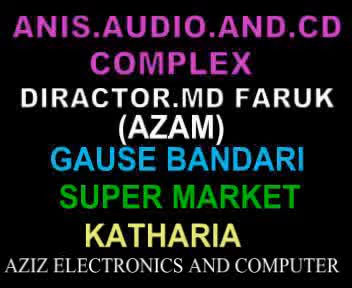 ANIS.AUDIO.AND.CD
COMPLEX
DIRACTOR.MD FARUK
(AZAM)
GAUSE BANDARI
SUPER MARKET
KATHARIA
AZIZ ELECTRONICS AND COMPUTER